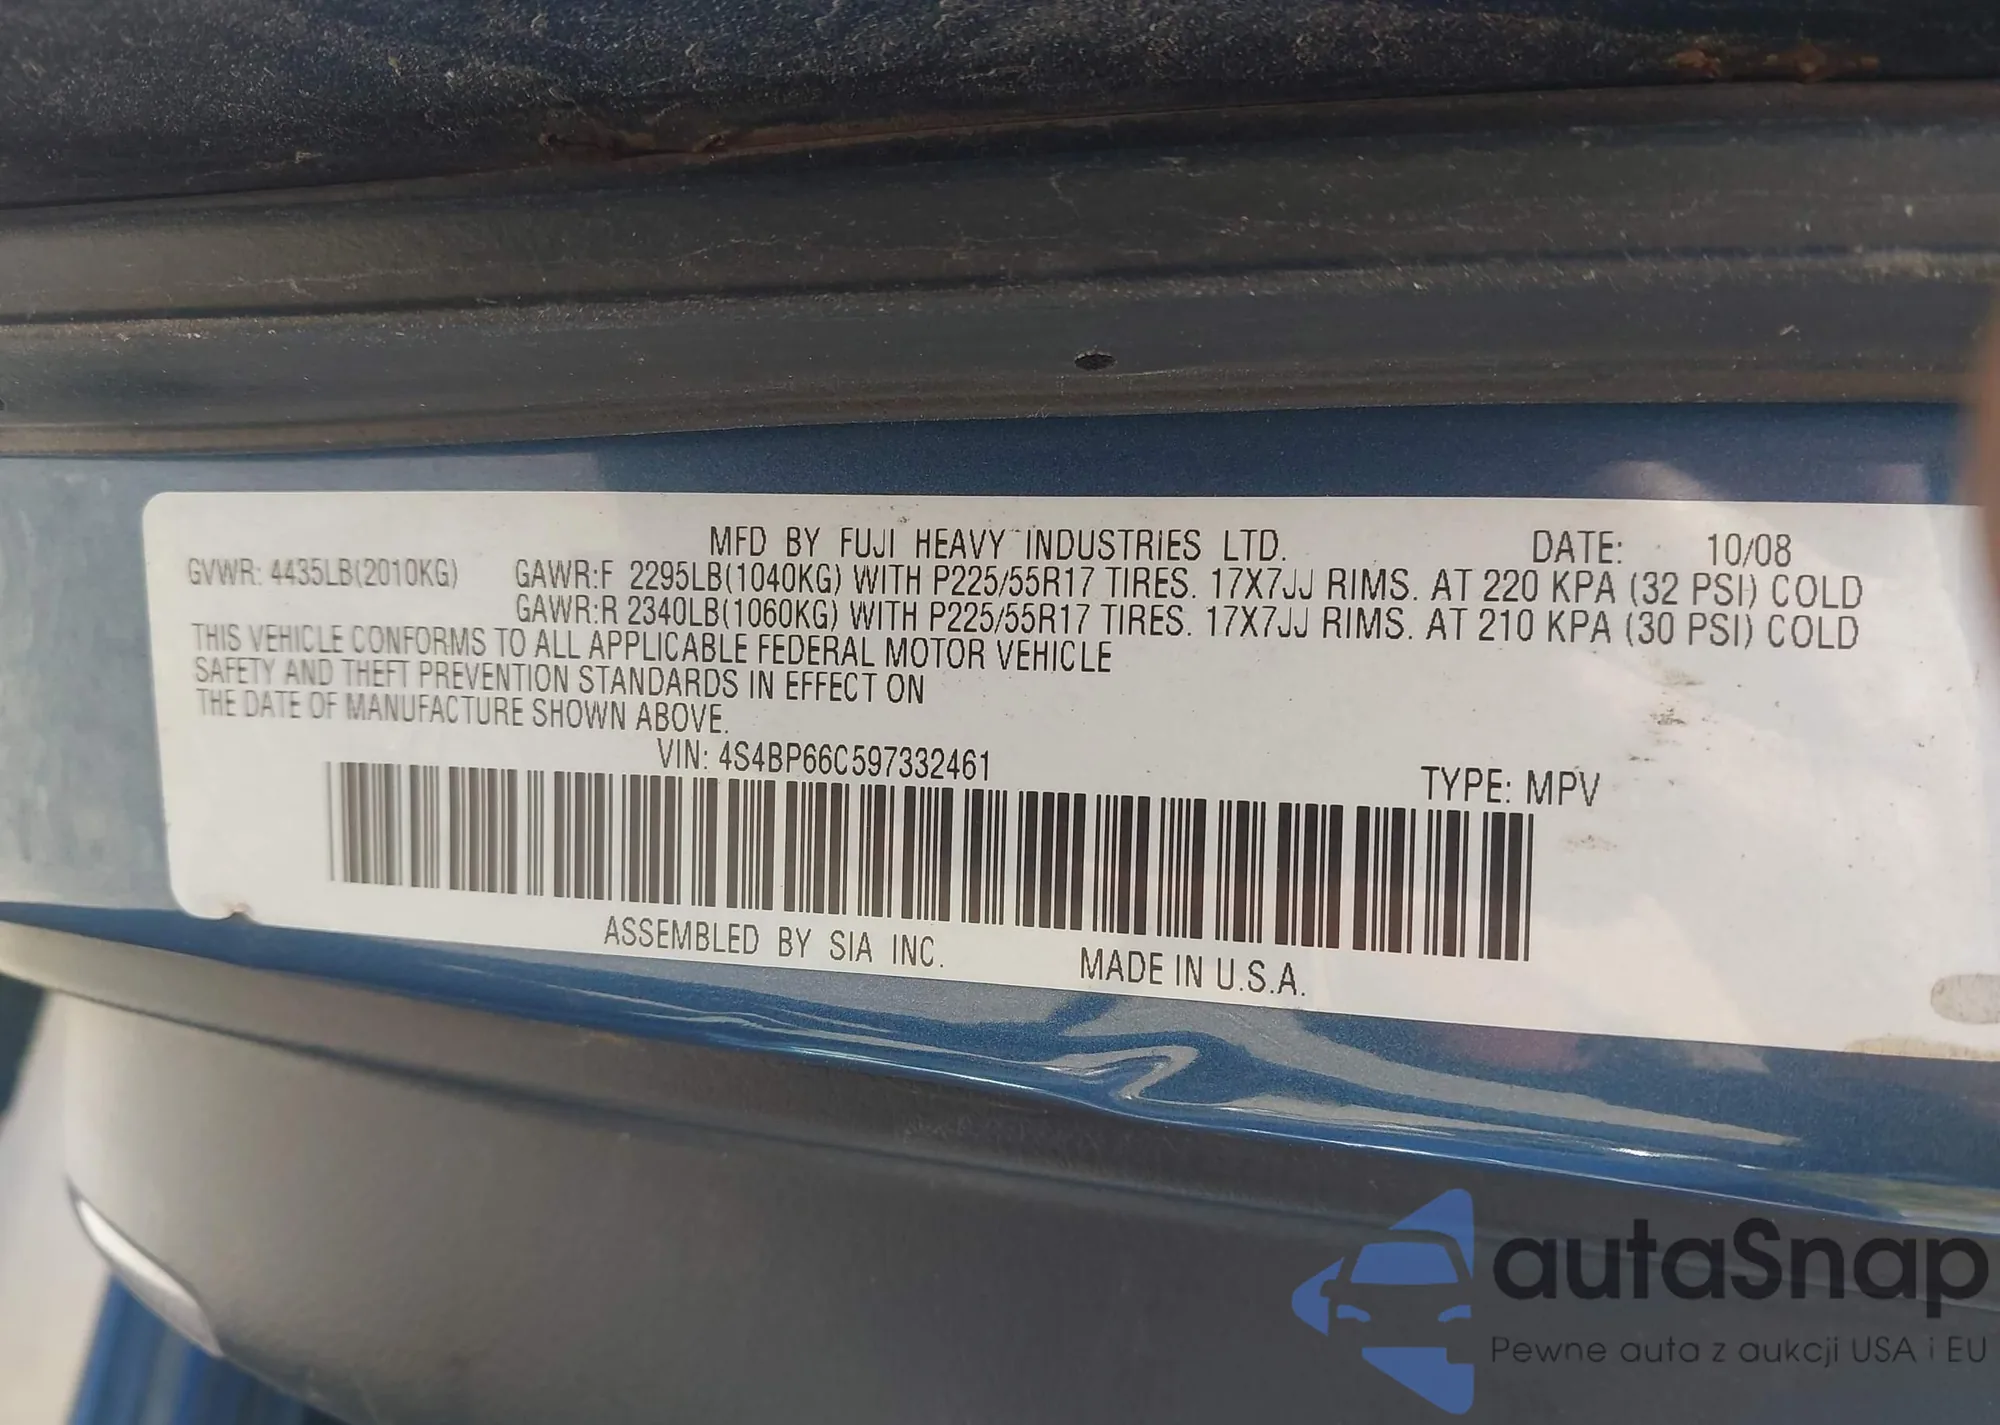 MFD BY FUJI HEAVY INDUSTRIES LTD. DATE: 10/08
GVWR: 4435LB(2010KG) GAWR:F 2295LB(1040KG) WITH P225/55R17 TIRES. 17X7JJ RIMS. AT 220 KPA (32 PSI) COLD
GAWR:R 2340LB(1060KG) WITH P225/55R17 TIRES. 17X7JJ RIMS. AT 210 KPA (30 PSI) COLD
THIS VEHICLE CONFORMS TO ALL APPLICABLE FEDERAL MOTOR VEHICLE
SAFETY AND THEFT PREVENTION STANDARDS IN EFFECT ON
THE DATE OF MANUFACTURE SHOWN ABOVE.
VIN: 4S4BP66C597332461 TYPE: MPV
ASSEMBLED BY SIA INC. MADE IN U.S.A.
autaSnap
Pewne auta z aukcji USA i EU